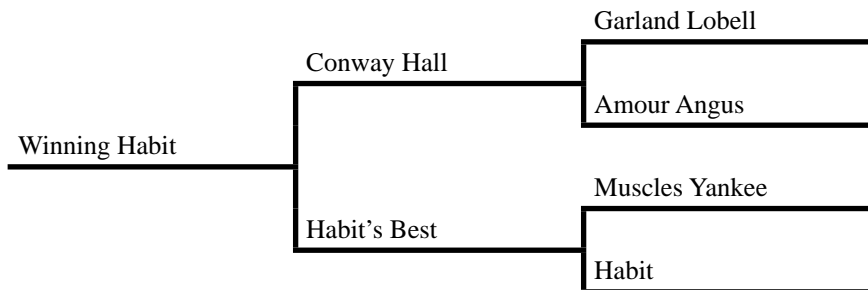 Garland Lobell
Conway Hall
Amour Angus
Winning Habit
Muscles Yankee
Habit’s Best
Habit